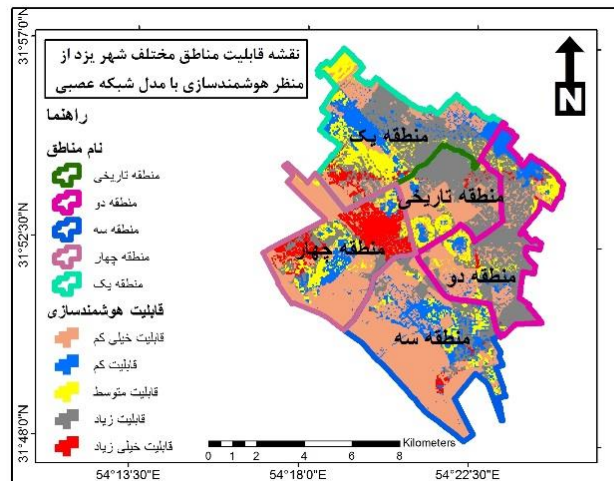 نقشه قابلیت مناطق مختلف شهر یزد از
منظر هوشمندسازی با مدل شبکه عصبی
راهنما
نام مناطق
منطقه تاریخی
منطقه دو
منطقه سه
منطقه چهار
منطقه یک
قابلیت هوشمندسازی
قابلیت خیلی کم
قابلیت کم
قابلیت متوسط
قابلیت زیاد
قابلیت خیلی زیاد
N
منطقه یک
منطقه تاریخی
منطقه چهار
منطقه دو
منطقه سه
31°57'0"N
31°52'30"N
31°48'0"N
0 1 2 4 6 8
Kilometers
54°13'30"E 54°18'0"E 54°22'30"E